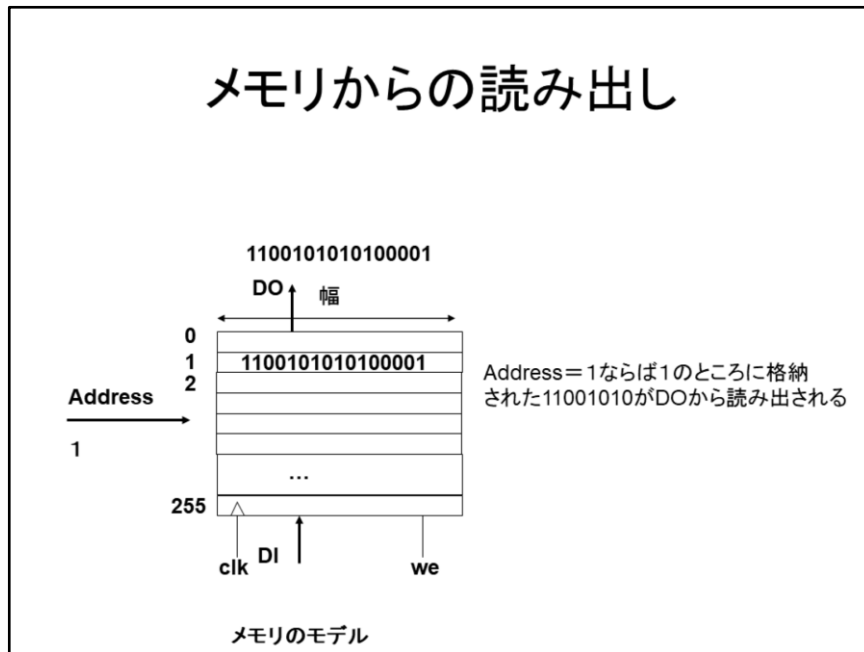 メモリからの読み出し
1100101010100001
DO
幅
0
1
1100101010100001
2
Address
1
Address＝1ならば1のところに格納
された11001010がDOから読み出される
...
255
clk
DI
we
メモリのモデル